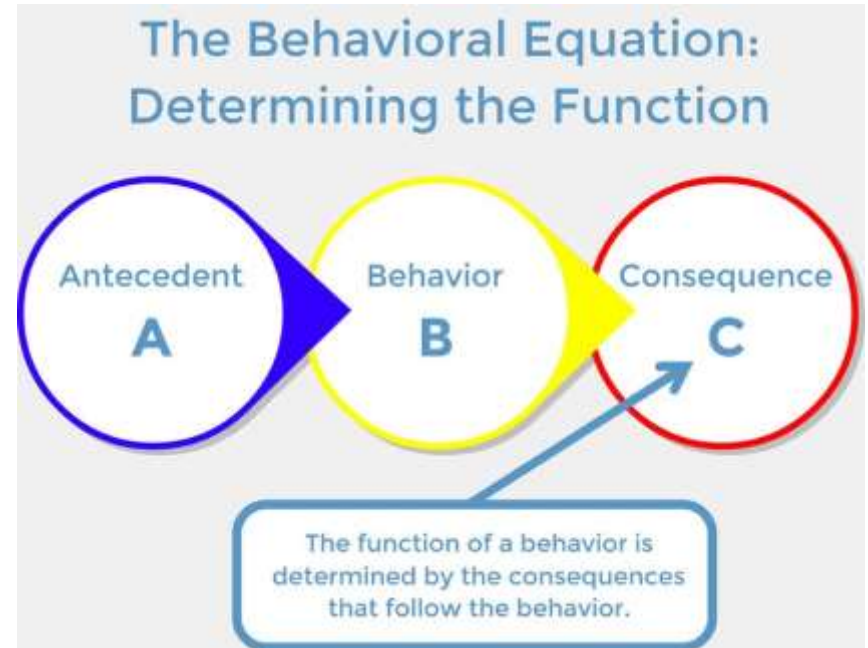 The Behavioral Equation:
Determining the Function
Antecedent
A
Behavior
B
Consequence
C
The function of a behavior is
determined by the consequences
that follow the behavior.